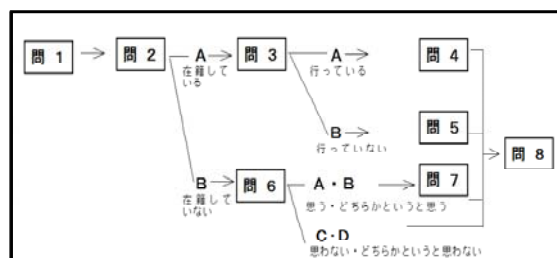 問 1
問 2
A
在籍して
いる
問 3
A
行っている
問 4
B
行っていない
問 5
B
在籍して
いない
問 6
A・B
思う・どちらかというと思う
問 7
C・D
思わない・どちらかというと思わない
問 8